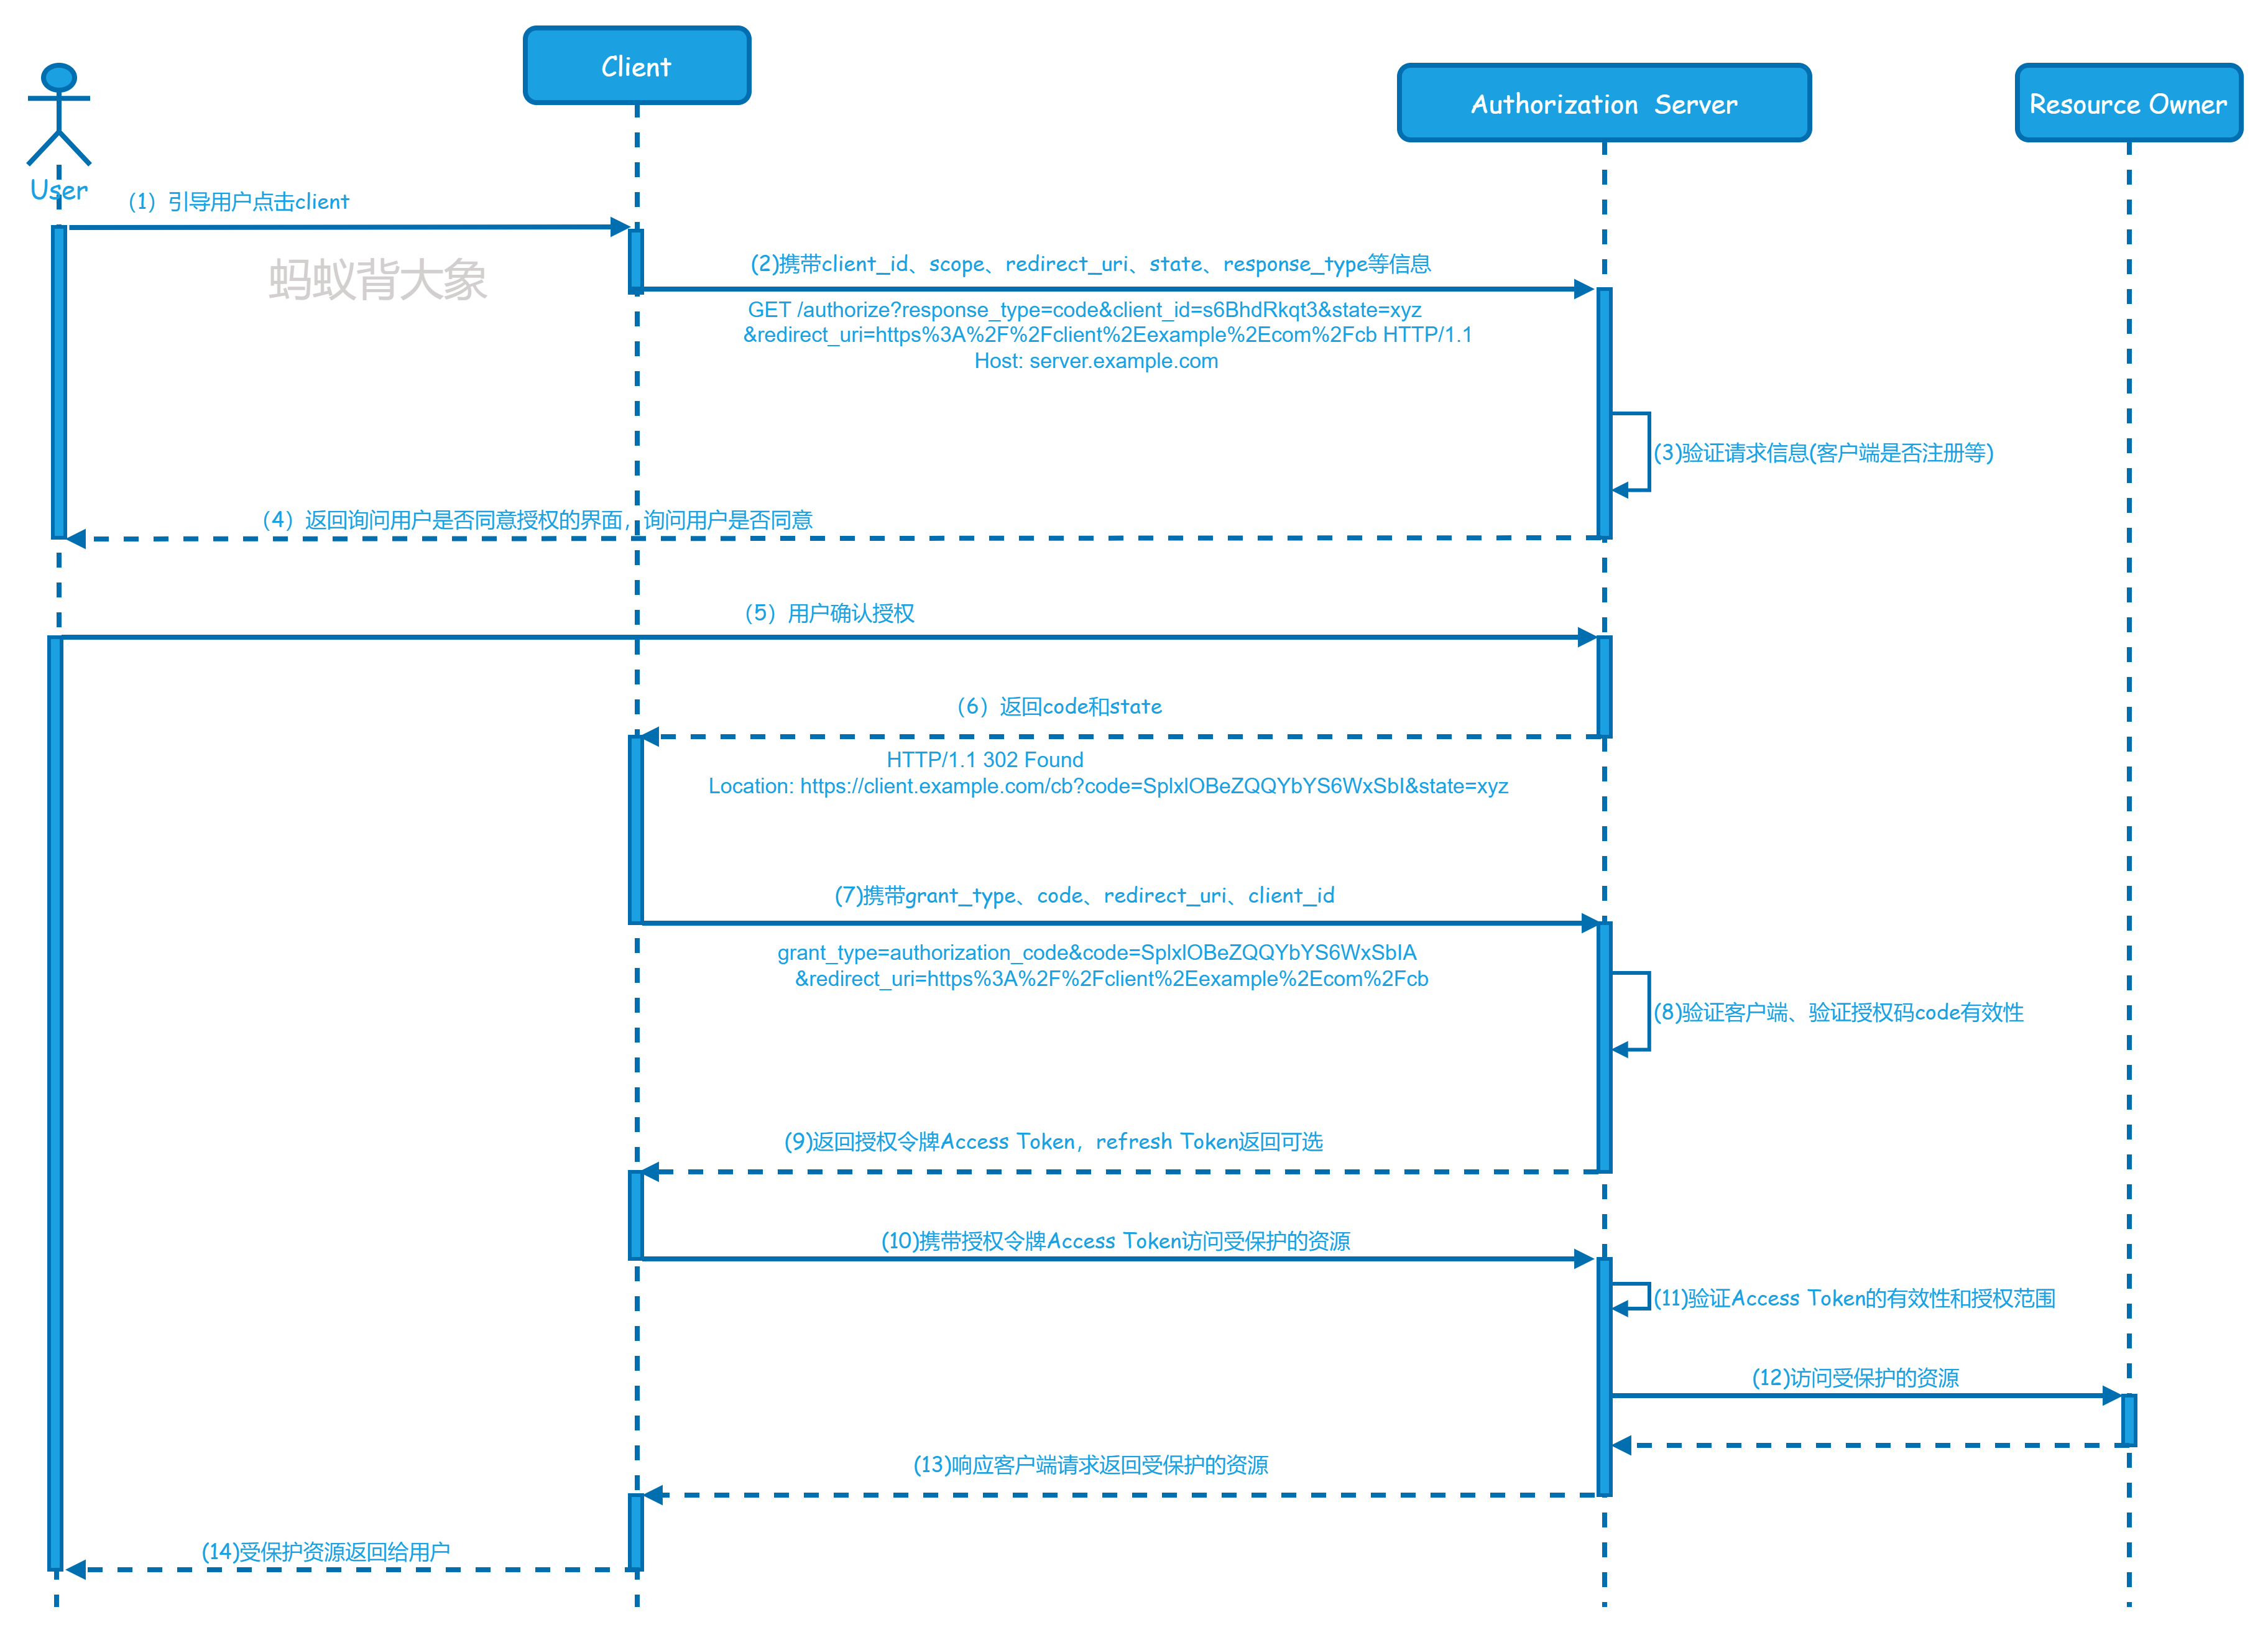 Client
Authorization  Server
Resource Owner
User
（1）引导用户点击client
蚂蚁背大象
(2)携带client_id、scope、redirect_uri、state、response_type等信息
GET /authorize?response_type=code&client_id=s6BhdRkqt3&state=xyz
&redirect_uri=https%3A%2F%2Fclient%2Eexample%2Ecom%2Fcb HTTP/1.1
Host: server.example.com
(3)验证请求信息(客户端是否注册等)
（4）返回询问用户是否同意授权的界面，询问用户是否同意
（5）用户确认授权
（6）返回code和state
HTTP/1.1 302 Found
Location: https://client.example.com/cb?code=SplxlOBeZQQYbYS6WxSbI&state=xyz
(7)携带grant_type、code、redirect_uri、client_id
grant_type=authorization_code&code=SplxlOBeZQQYbYS6WxSbIA
&redirect_uri=https%3A%2F%2Fclient%2Eexample%2Ecom%2Fcb
(8)验证客户端、验证授权码code有效性
(9)返回授权令牌Access Token，refresh Token返回可选
(10)携带授权令牌Access Token访问受保护的资源
(11)验证Access Token的有效性和授权范围
(12)访问受保护的资源
(13)响应客户端请求返回受保护的资源
(14)受保护资源返回给用户